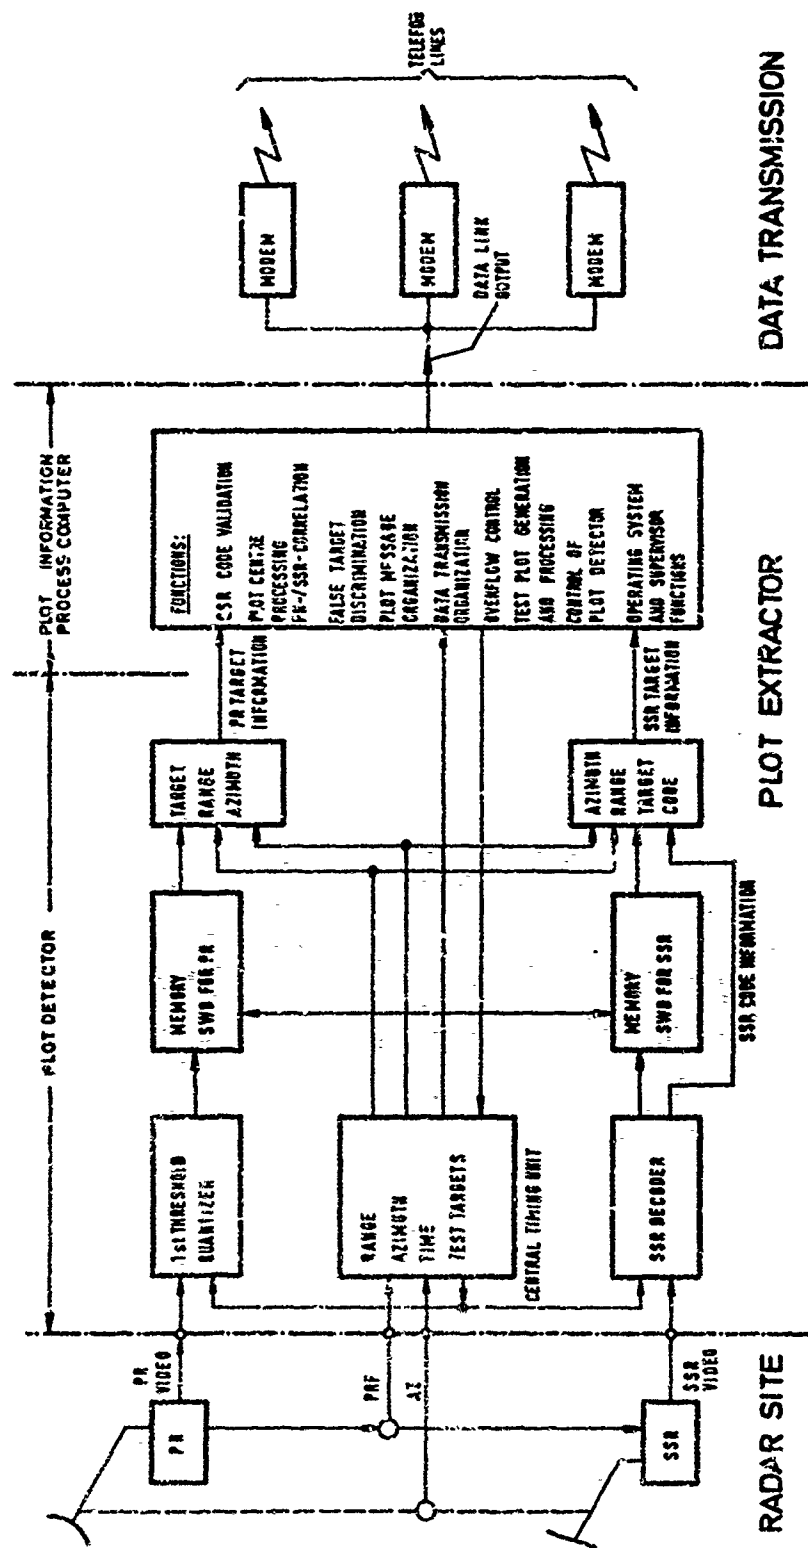 PLOT DETECTOR
PLOT INFORMATION
PROCESS COMPUTER
PR
PR
VIDEO
1st THRESHOLD
QUANTIZER
MEMORY
SWD FOR PR
TARGET
RANGE
AZIMUTH
PR TARGET
INFORMATION
FUNCTIONS:
SSR CODE VALIDATION
PLOT CENTRE
PROCESSING
PR-/SSR-CORRELATION
FALSE TARGET
DISCRIMINATION
PLOT MESSAGE
ORGANIZATION
DATA TRANSMISSION
ORGANIZATION
OVERFLOW CONTROL
TEST PLOT GENERATION
AND PROCESSING
CONTROL OF
PLOT DETECTOR
OPERATING SYSTEM
AND SUPERVISOR
FUNCTIONS
MODEM
MODEM
MODEM
TELEFON
LINES
DATA LINK
OUTPUT
PRF
AZ
RANGE
AZIMUTH
TIME
TEST TARGETS
CENTRAL TIMING UNIT
SSR
SSR
VIDEO
SSR DECODER
MEMORY
SWD FOR SSR
AZIMUTH
RANGE
TARGET
CODE
SSR TARGET
INFORMATION
SSR CODE INFORMATION
RADAR SITE
PLOT EXTRACTOR
DATA TRANSMISSION